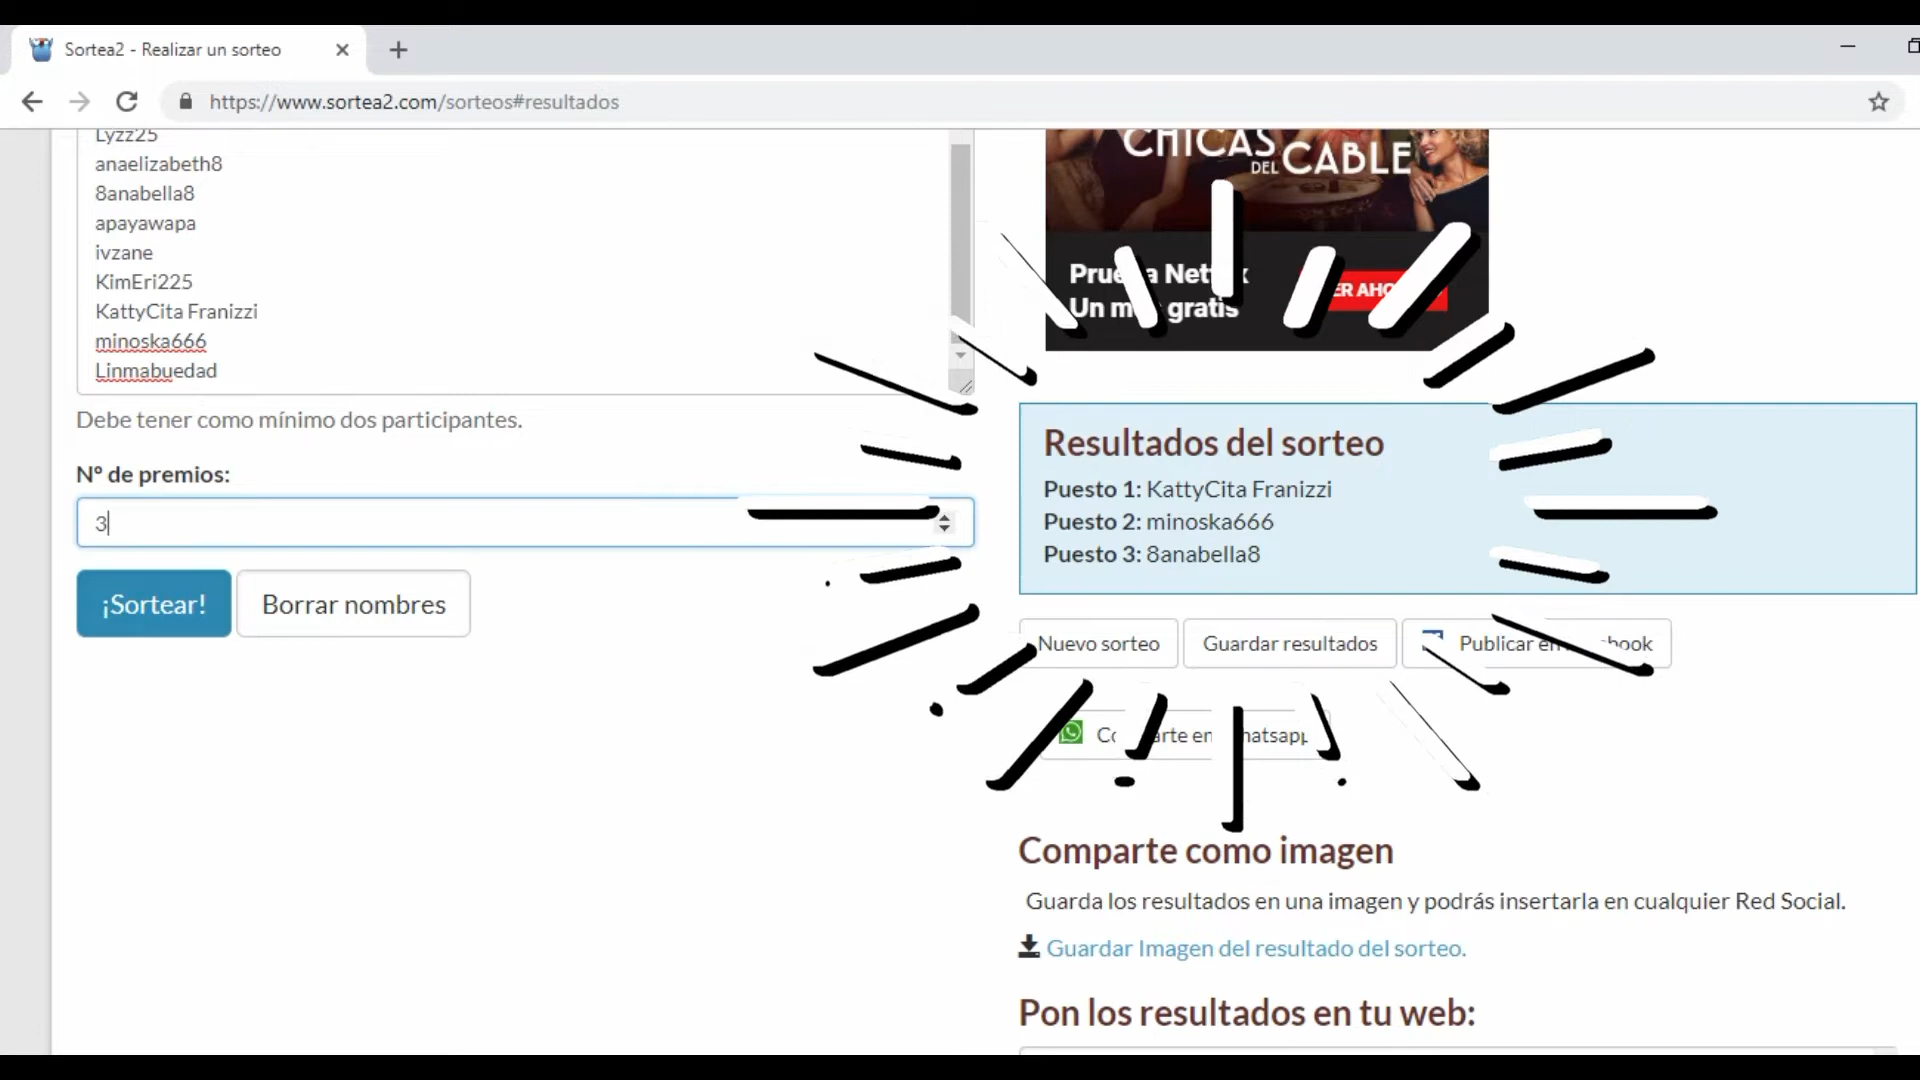 Sortea2 - Realizar un sorteo
https://www.sortea2.com/sorteos#resultados
Lyzz25
anaelizabeth8
8anabella8
apayawapa
ivzane
KimEri225
KattyCita Franizzi
minoska666
Linmabuedad
Debe tener como mínimo dos participantes.
Nº de premios:
3
¡Sortear!
Borrar nombres
CHICAS
DEL CABLE
gratis
Resultados del sorteo
Puesto 1: KattyCita Franizzi
Puesto 2: minoska666
Puesto 3: 8anabella8
Nuevo sorteo
Guardar resultados
Publicar en
Comparte como imagen
Guarda los resultados en una imagen y podrás insertarla en cualquier Red Social.
Guardar Imagen del resultado del sorteo.
Pon los resultados en tu web: